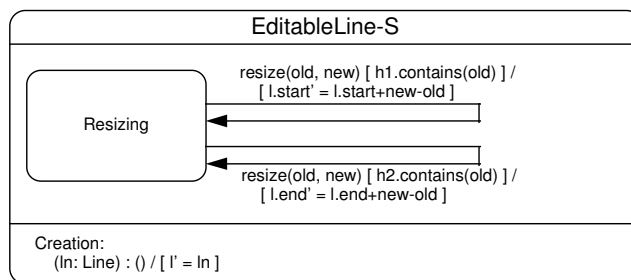 EditableLine-S
resize(old, new) [ h1.contains(old) ] /
[ l.start' = l.start+new-old ]
Resizing
resize(old, new) [ h2.contains(old) ] /
[ l.end' = l.end+new-old ]
Creation:
(ln: Line) : () / [ l' = ln ]